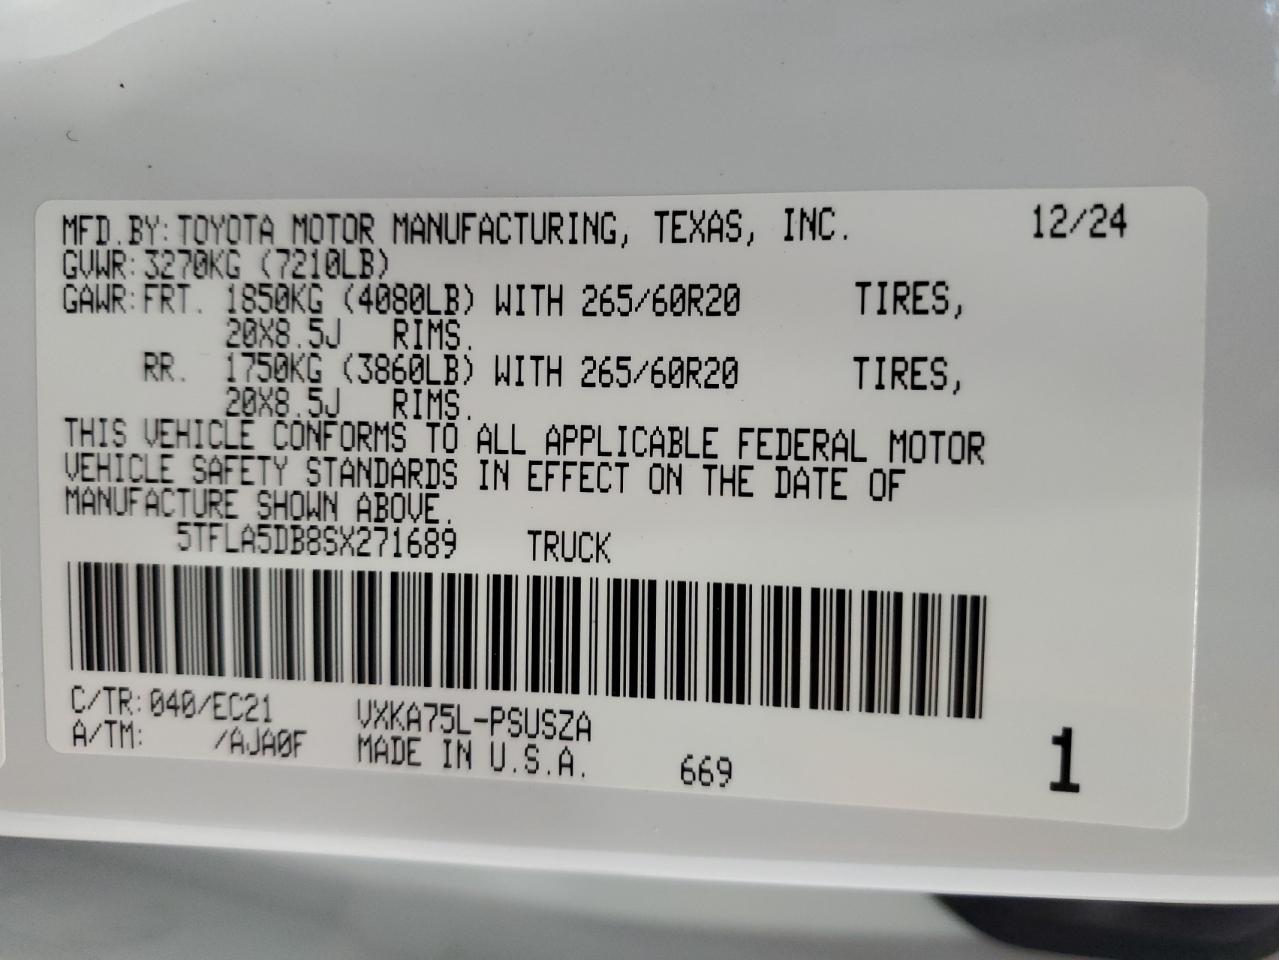 MFD.BY:TOYOTA MOTOR MANUFACTURING, TEXAS, INC. 12/24
GVWR:3270KG (7210LB)
GAWR:FRT. 1850KG (4080LB) WITH 265/60R20 TIRES,
20X8.5J RIMS.
RR. 1750KG (3860LB) WITH 265/60R20 TIRES,
20X8.5J RIMS.
THIS VEHICLE CONFORMS TO ALL APPLICABLE FEDERAL MOTOR
VEHICLE SAFETY STANDARDS IN EFFECT ON THE DATE OF
MANUFACTURE SHOWN ABOVE.
5TFLA5DB8SX271689 TRUCK
C/TR:040/EC21 VXKA75L-PSUSZA
A/TM: /AJA0F MADE IN U.S.A. 669 1